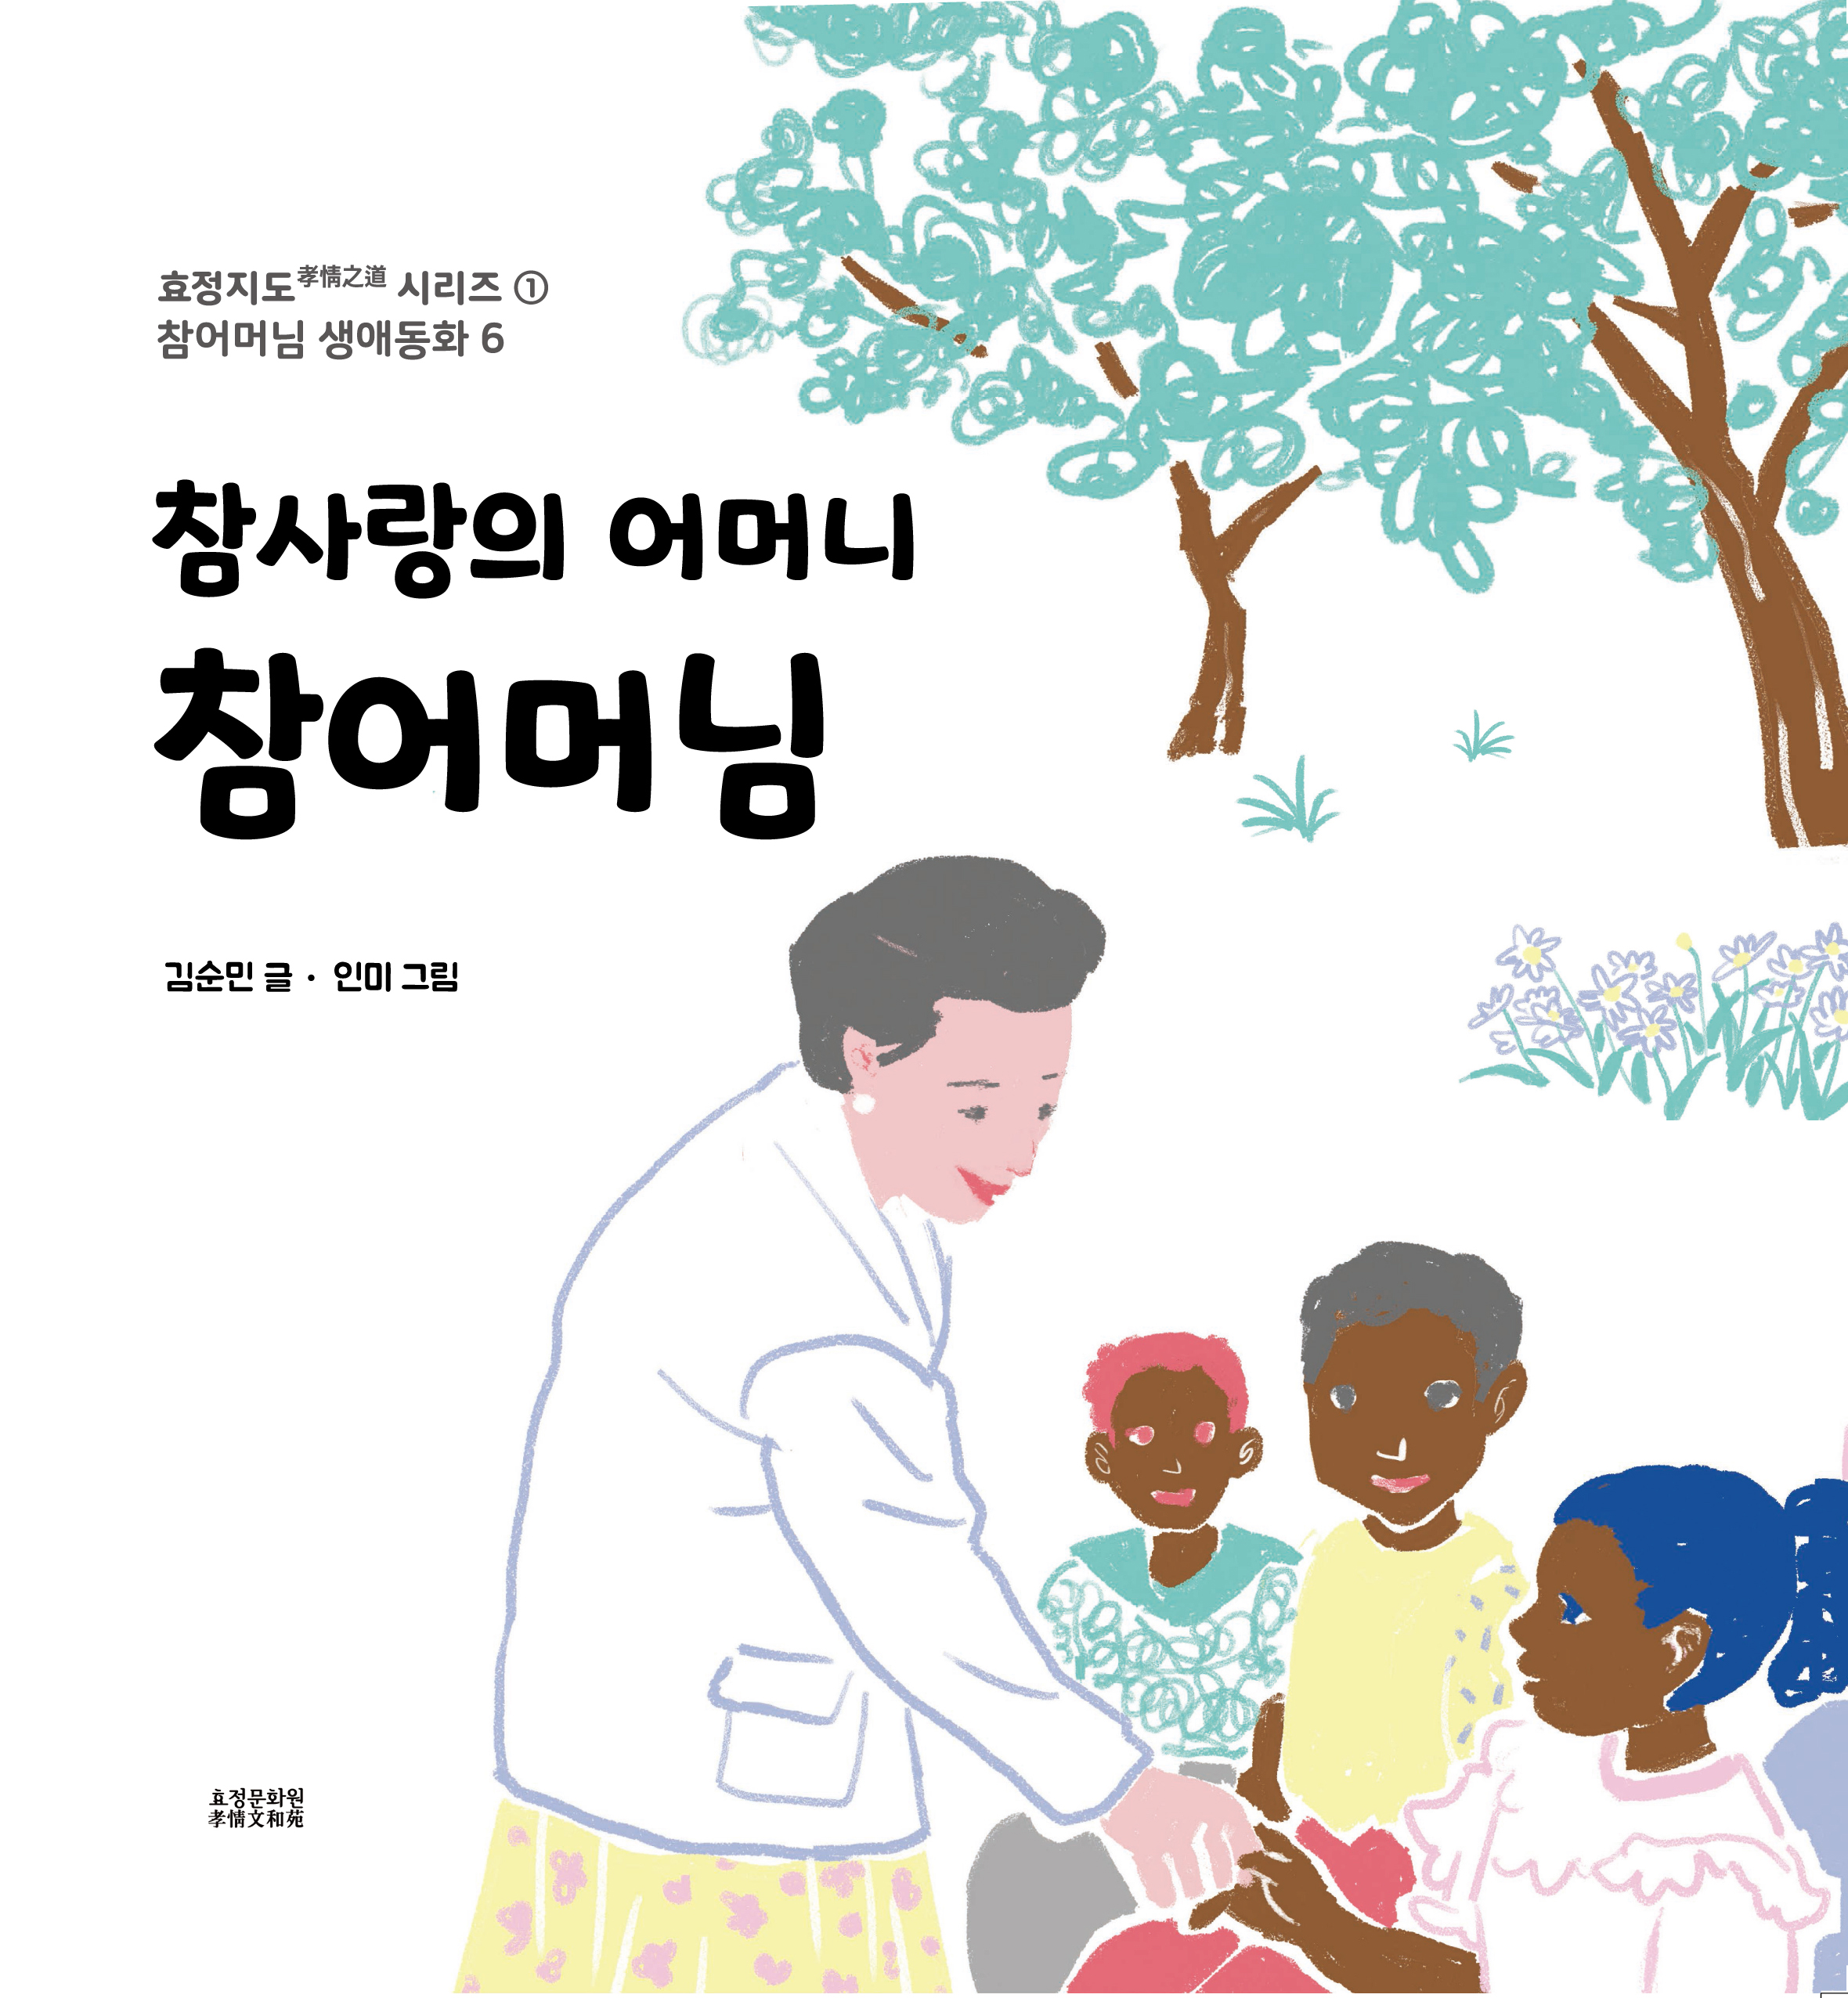 효정지도孝情之道 시리즈 ①
참어머님 생애동화 6
참사랑의 어머니
참어머님
김순민 글 · 인미 그림
효정문화원
孝情文和苑